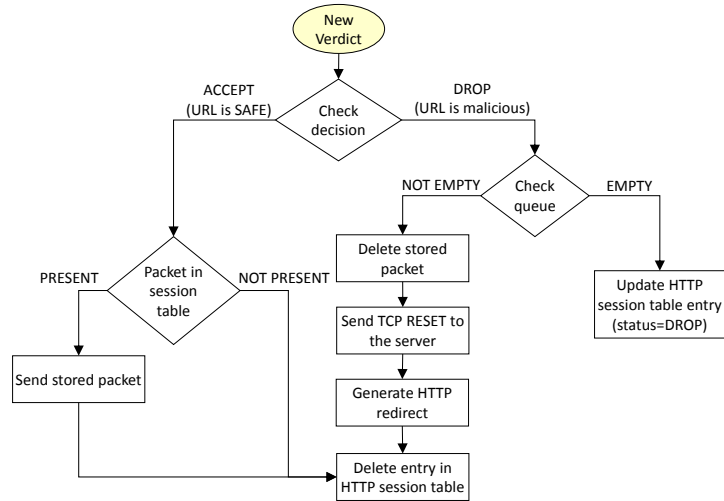 New
Verdict
ACCEPT
(URL is SAFE)
Check
decision
DROP
(URL is malicious)
NOT EMPTY
Check
queue
EMPTY
Delete stored
packet
PRESENT
Packet in
session
table
NOT PRESENT
Update HTTP
session table entry
(status=DROP)
Send TCP RESET to
the server
Send stored packet
Generate HTTP
redirect
Delete entry in
HTTP session table